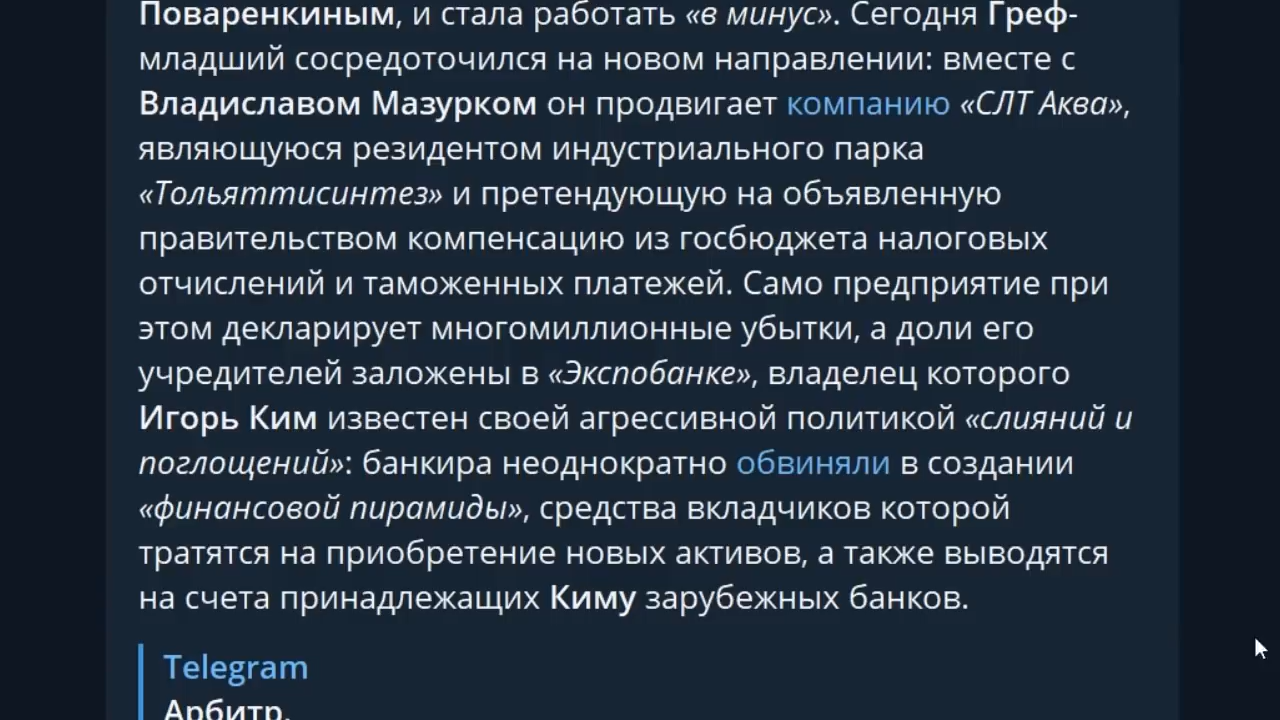 Поваренкиным, и стала работать «в минус». Сегодня Греф-
младший сосредоточился на новом направлении: вместе с
Владиславом Мазурком он продвигает компанию «СЛТ Аква»,
являющуюся резидентом индустриального парка
«Тольяттисинтез» и претендующую на объявленную
правительством компенсацию из госбюджета налоговых
отчислений и таможенных платежей. Само предприятие при
этом декларирует многомиллионные убытки, а доли его
учредителей заложены в «Экспобанке», владелец которого
Игорь Ким известен своей агрессивной политикой «слияний и
поглощений»: банкира неоднократно обвиняли в создании
«финансовой пирамиды», средства вкладчиков которой
тратятся на приобретение новых активов, а также выводятся
на счета принадлежащих Киму зарубежных банков.
Telegram
Арбитр.